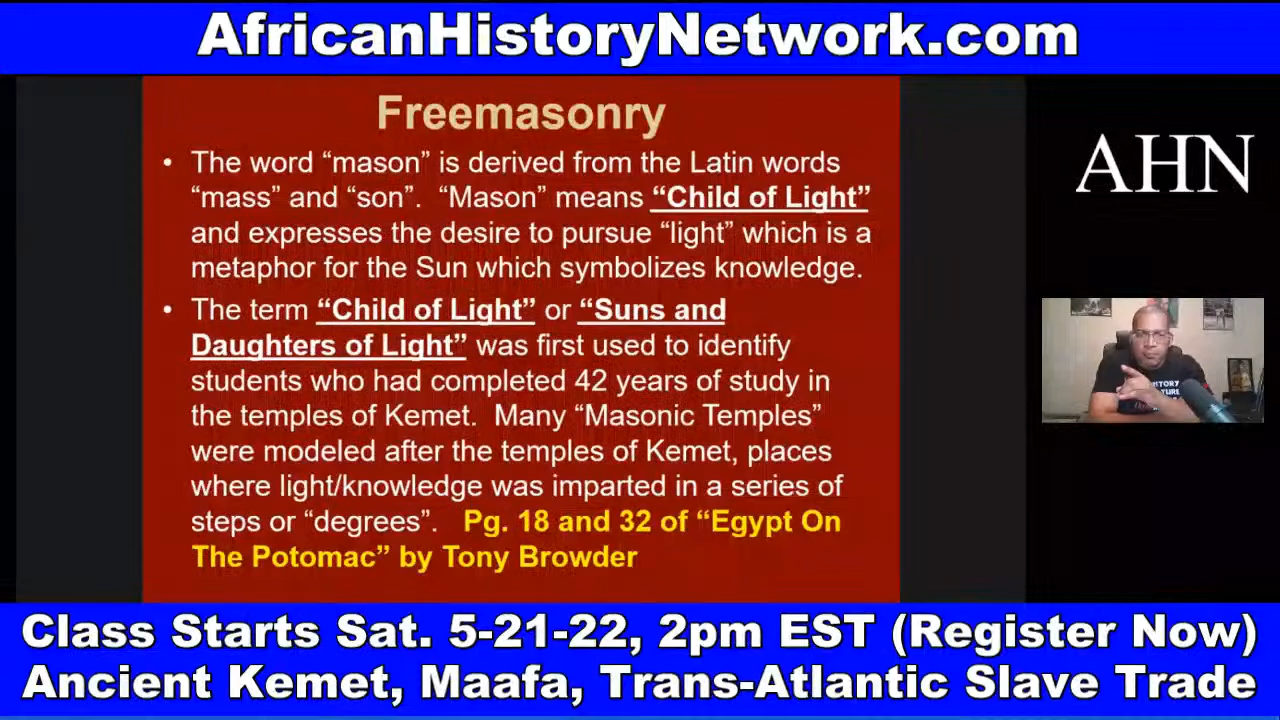 AfricanHistoryNetwork.com
Freemasonry
• The word “mason” is derived from the Latin words
“mass” and “son”. “Mason” means “Child of Light”
and expresses the desire to pursue “light” which is a
metaphor for the Sun which symbolizes knowledge.
• The term “Child of Light” or “Suns and
Daughters of Light” was first used to identify
students who had completed 42 years of study in
the temples of Kemet. Many “Masonic Temples”
were modeled after the temples of Kemet, places
where light/knowledge was imparted in a series of
steps or “degrees”. Pg. 18 and 32 of “Egypt On
The Potomac” by Tony Browder
AHN
Class Starts Sat. 5-21-22, 2pm EST (Register Now)
Ancient Kemet, Maafa, Trans-Atlantic Slave Trade